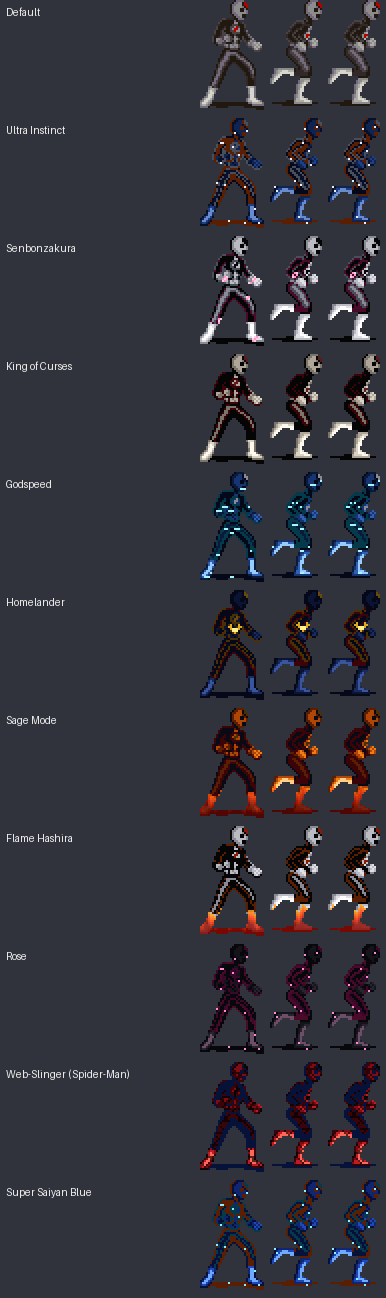 Default
Ultra Instinct
Senbonzakura
King of Curses
Godspeed
Homelander
Sage Mode
Flame Hashira
Rose
Web-Slinger (Spider-Man)
Super Saiyan Blue